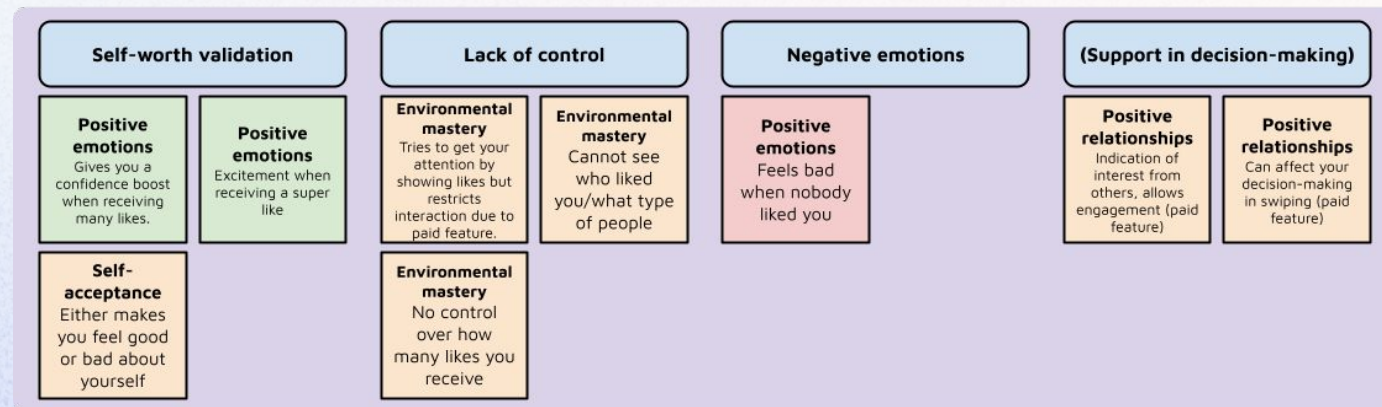 Self-worth validation
Positive
emotions
Gives you a
confidence boost
when receiving
many likes.
Positive
emotions
Excitement when
receiving a super
like
Self-
acceptance
Either makes
you feel good
or bad about
yourself
Lack of control
Environmental
mastery
Tries to get your
attention by
showing likes but
restricts
interaction due to
paid feature.
Environmental
mastery
Cannot see
who liked
you/what type
of people
Environmental
mastery
No control
over how
many likes you
receive
Negative emotions
Positive
emotions
Feels bad
when nobody
liked you
(Support in decision-making)
Positive
relationships
Indication of
interest from
others, allows
engagement (paid
feature)
Positive
relationships
Can affect your
decision-making
in swiping (paid
feature)